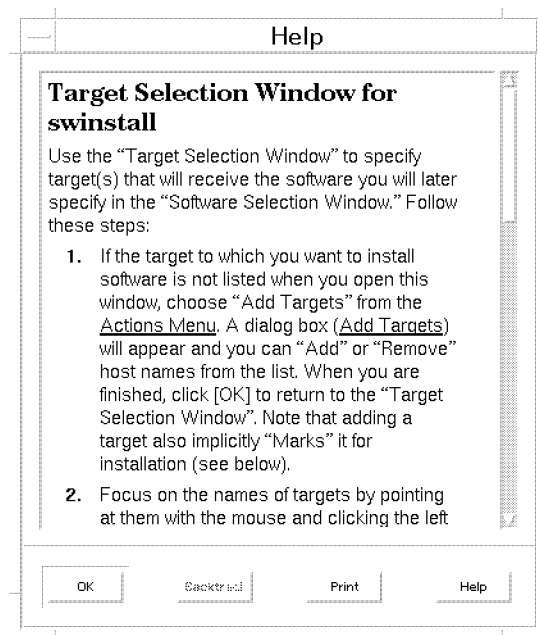 Help
Target Selection Window for
swinstall
Use the “Target Selection Window” to specify
target(s) that will receive the software you will later
specify in the “Software Selection Window.” Follow
these steps:
1. If the target to which you want to install
software is not listed when you open this
window, choose “Add Targets” from the
Actions Menu. A dialog box (Add Targets)
will appear and you can “Add” or “Remove”
host names from the list. When you are
finished, click [OK] to return to the “Target
Selection Window”. Note that adding a
target also implicitly “Marks” it for
installation (see below).
2. Focus on the names of targets by pointing
at them with the mouse and clicking the left
OK Print Help